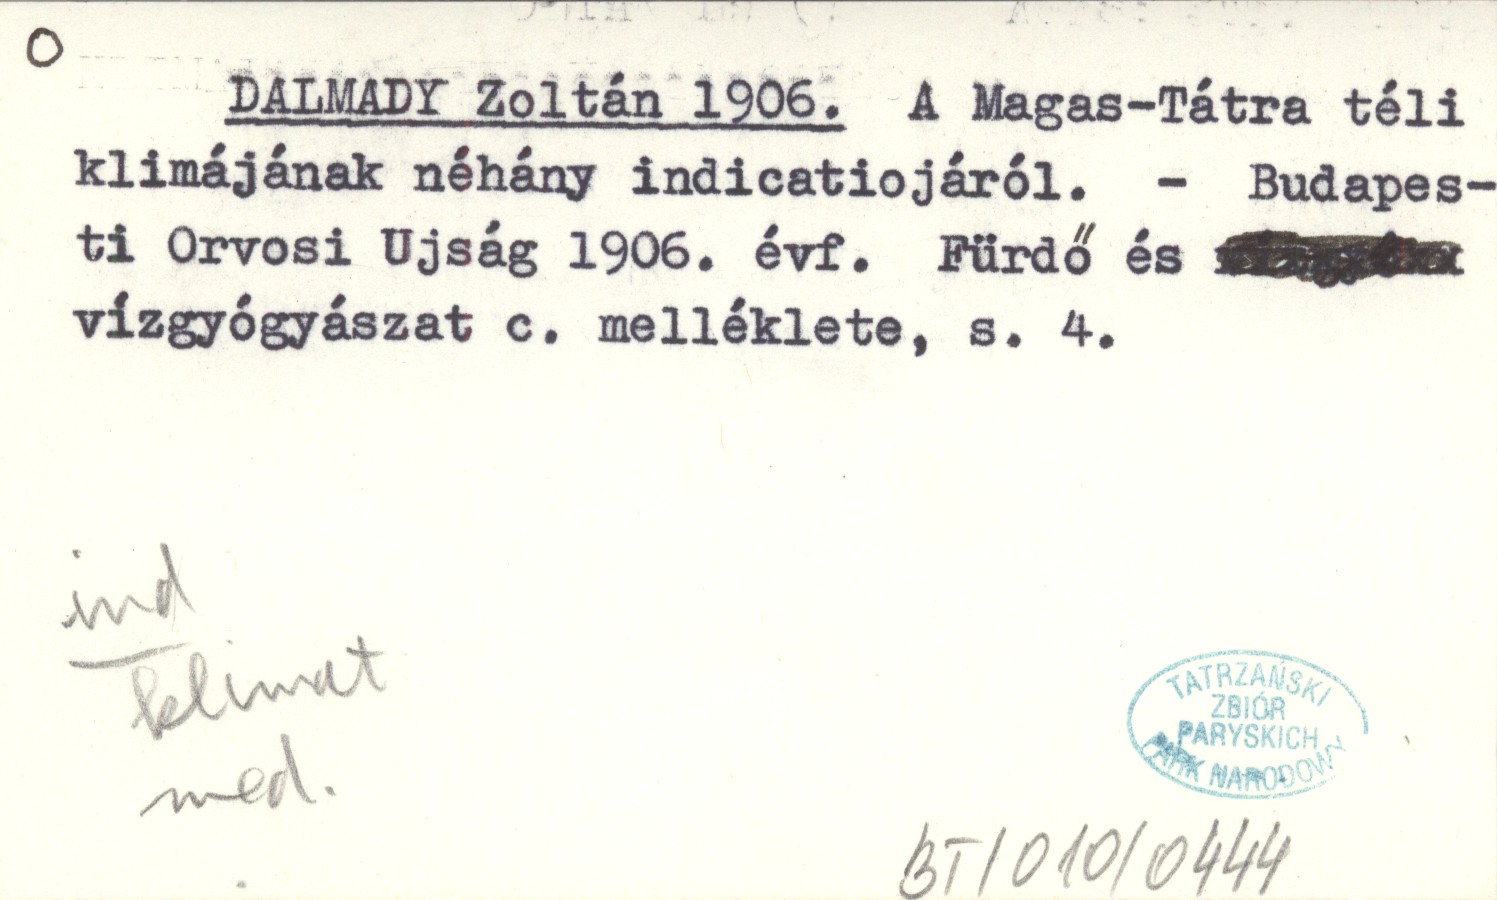 O
DALMADY Zoltán 1906. A Magas-Tátra téli
klimájának néhány indicatiojáról. - Budapes-
ti Orvosi Ujság 1906. évf. Fürdő és
vízgyógyászat c. melléklete, s. 4.
ind
klimat
med.
TATRZAŃSKI
ZBIÓR
PARYSKICH
PARK NARODOWY
BT/010/0444